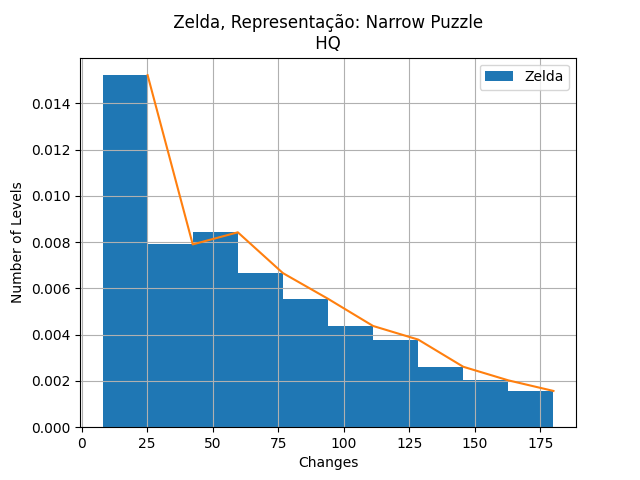 Zelda, Representação: Narrow Puzzle
HQ
Zelda
Number of Levels
0.014
0.012
0.010
0.008
0.006
0.004
0.002
0.000
0 25 50 75 100 125 150 175
Changes